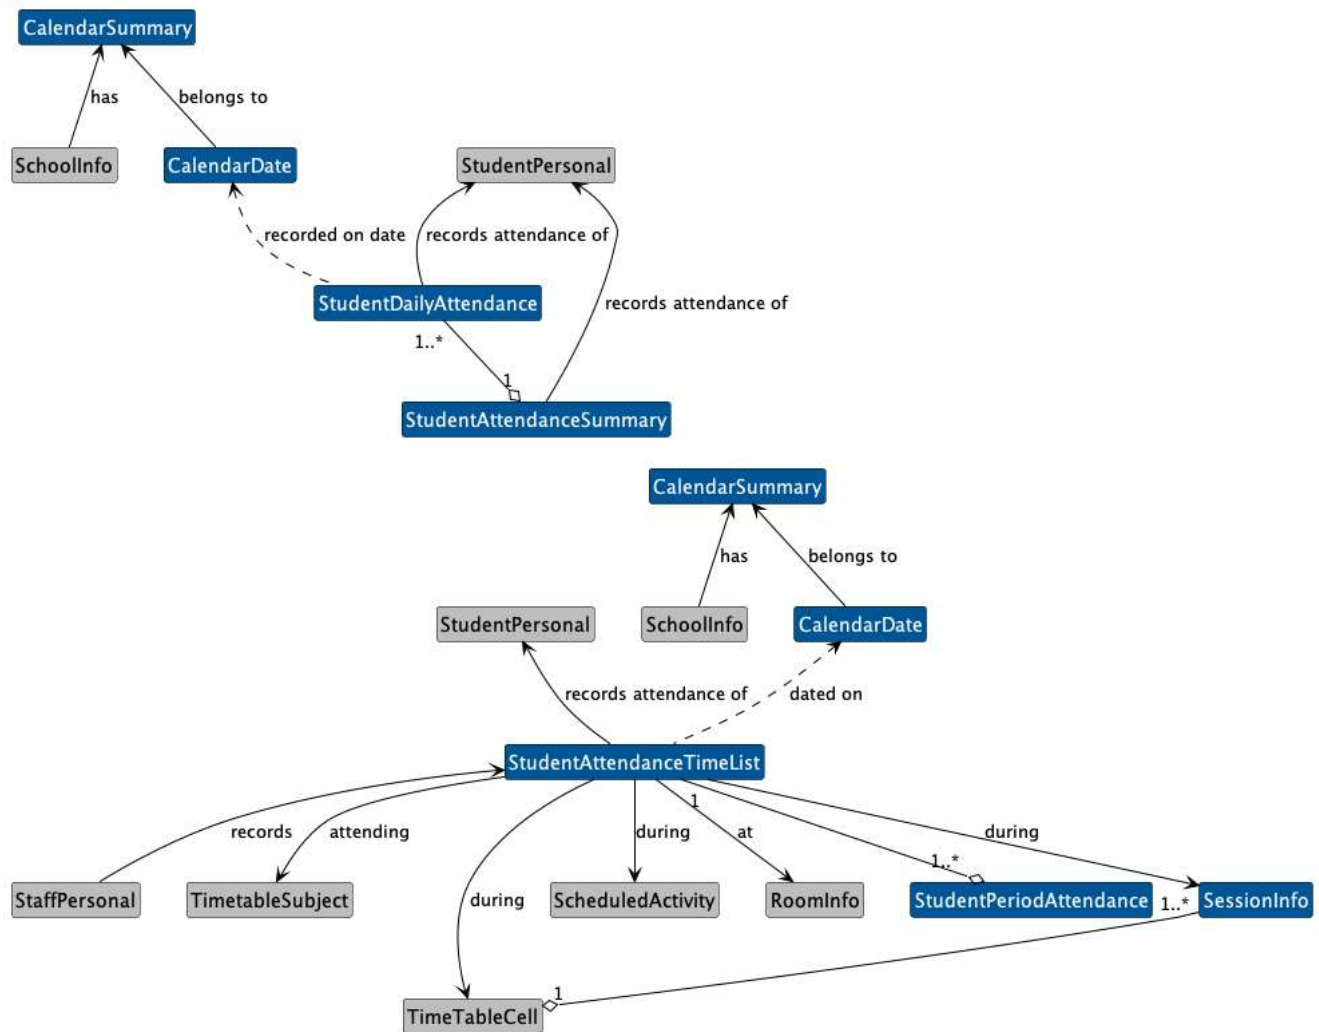 CalendarSummary
has
belongs to
SchoolInfo
CalendarDate
StudentPersonal
recorded on date
records attendance of
StudentDailyAttendance
records attendance of
1..*
1
StudentAttendanceSummary
CalendarSummary
has
belongs to
StudentPersonal
SchoolInfo
CalendarDate
records attendance of
dated on
StudentAttendanceTimeList
records
attending
during
1
at
during
during
1..*
StaffPersonal
TimetableSubject
ScheduledActivity
RoomInfo
StudentPeriodAttendance
1..*
SessionInfo
1
TimeTableCell